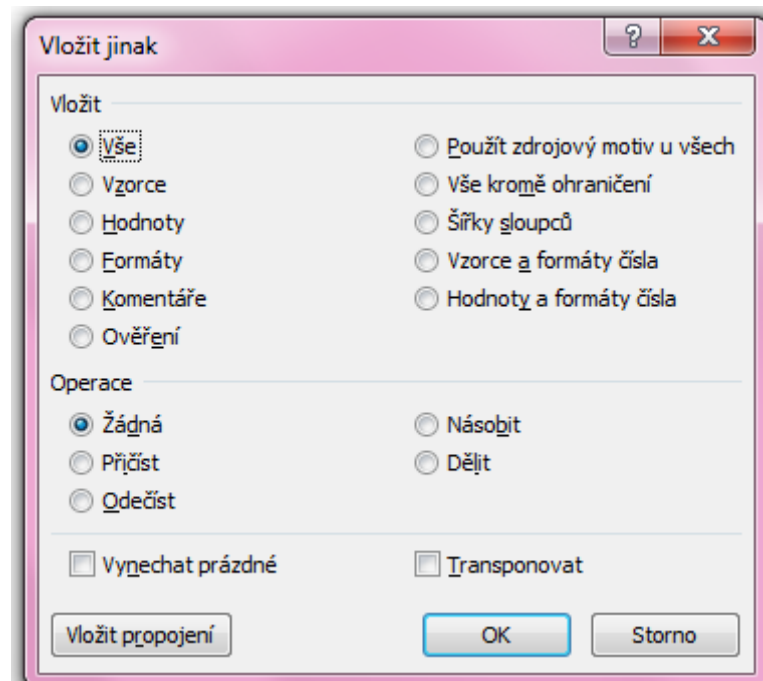 Vložit jinak
Vložit
Vše
Použít zdrojový motiv u všech
Vzorce
Vše kromě ohraničení
Hodnoty
Šířky sloupců
Formáty
Vzorce a formáty čísla
Komentáře
Hodnoty a formáty čísla
Ověření
Operace
Žádná
Násobit
Přičíst
Dělit
Odečíst
Vynechat prázdné
Transponovat
Vložit propojení
OK
Storno